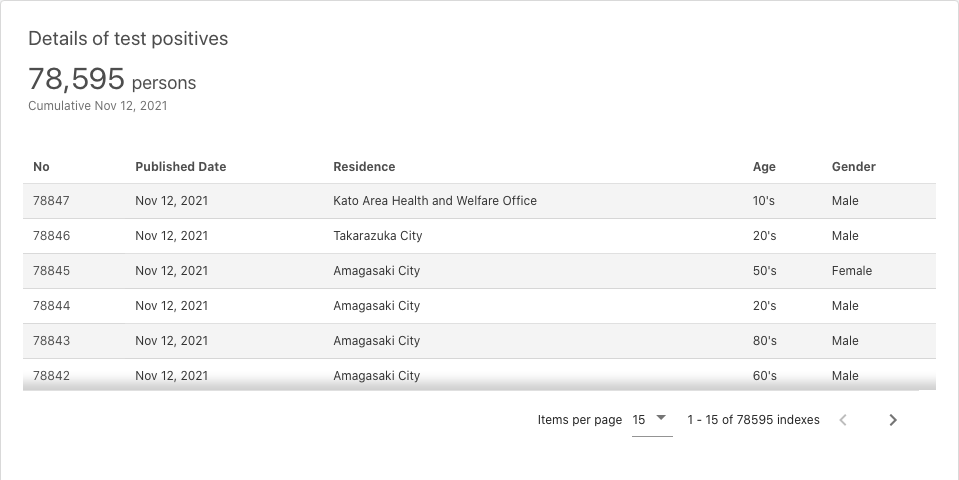 Details of test positives
78,595 persons
Cumulative Nov 12, 2021
No Published Date Residence Age Gender
78847 Nov 12, 2021 Kato Area Health and Welfare Office 10's Male
78846 Nov 12, 2021 Takarazuka City 20's Male
78845 Nov 12, 2021 Amagasaki City 50's Female
78844 Nov 12, 2021 Amagasaki City 20's Male
78843 Nov 12, 2021 Amagasaki City 80's Male
78842 Nov 12, 2021 Amagasaki City 60's Male
Items per page 15 1 - 15 of 78595 indexes